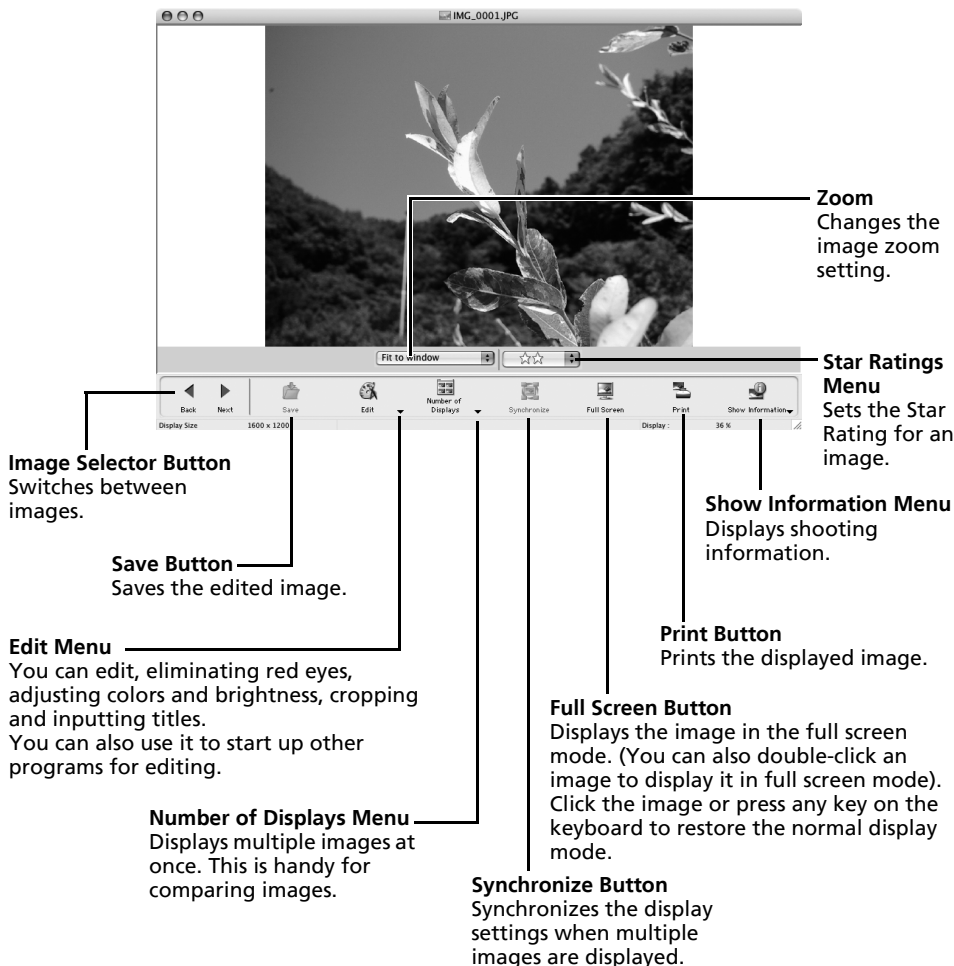 IMG_0001.JPG
Zoom
Changes the
image zoom
setting.
Fit to window
Star Ratings
Menu
Sets the Star
Rating for an
image.
Back
Next
Save
Edit
Number of
Displays
Synchronize
Full Screen
Print
Show Information
Display Size
1600 x 1200
Display :
36 %
Image Selector Button
Switches between
images.
Show Information Menu
Displays shooting
information.
Save Button
Saves the edited image.
Edit Menu
You can edit, eliminating red eyes,
adjusting colors and brightness, cropping
and inputting titles.
You can also use it to start up other
programs for editing.
Print Button
Prints the displayed image.
Full Screen Button
Displays the image in the full screen
mode. (You can also double-click an
image to display it in full screen mode).
Click the image or press any key on the
keyboard to restore the normal display
mode.
Number of Displays Menu
Displays multiple images at
once. This is handy for
comparing images.
Synchronize Button
Synchronizes the display
settings when multiple
images are displayed.